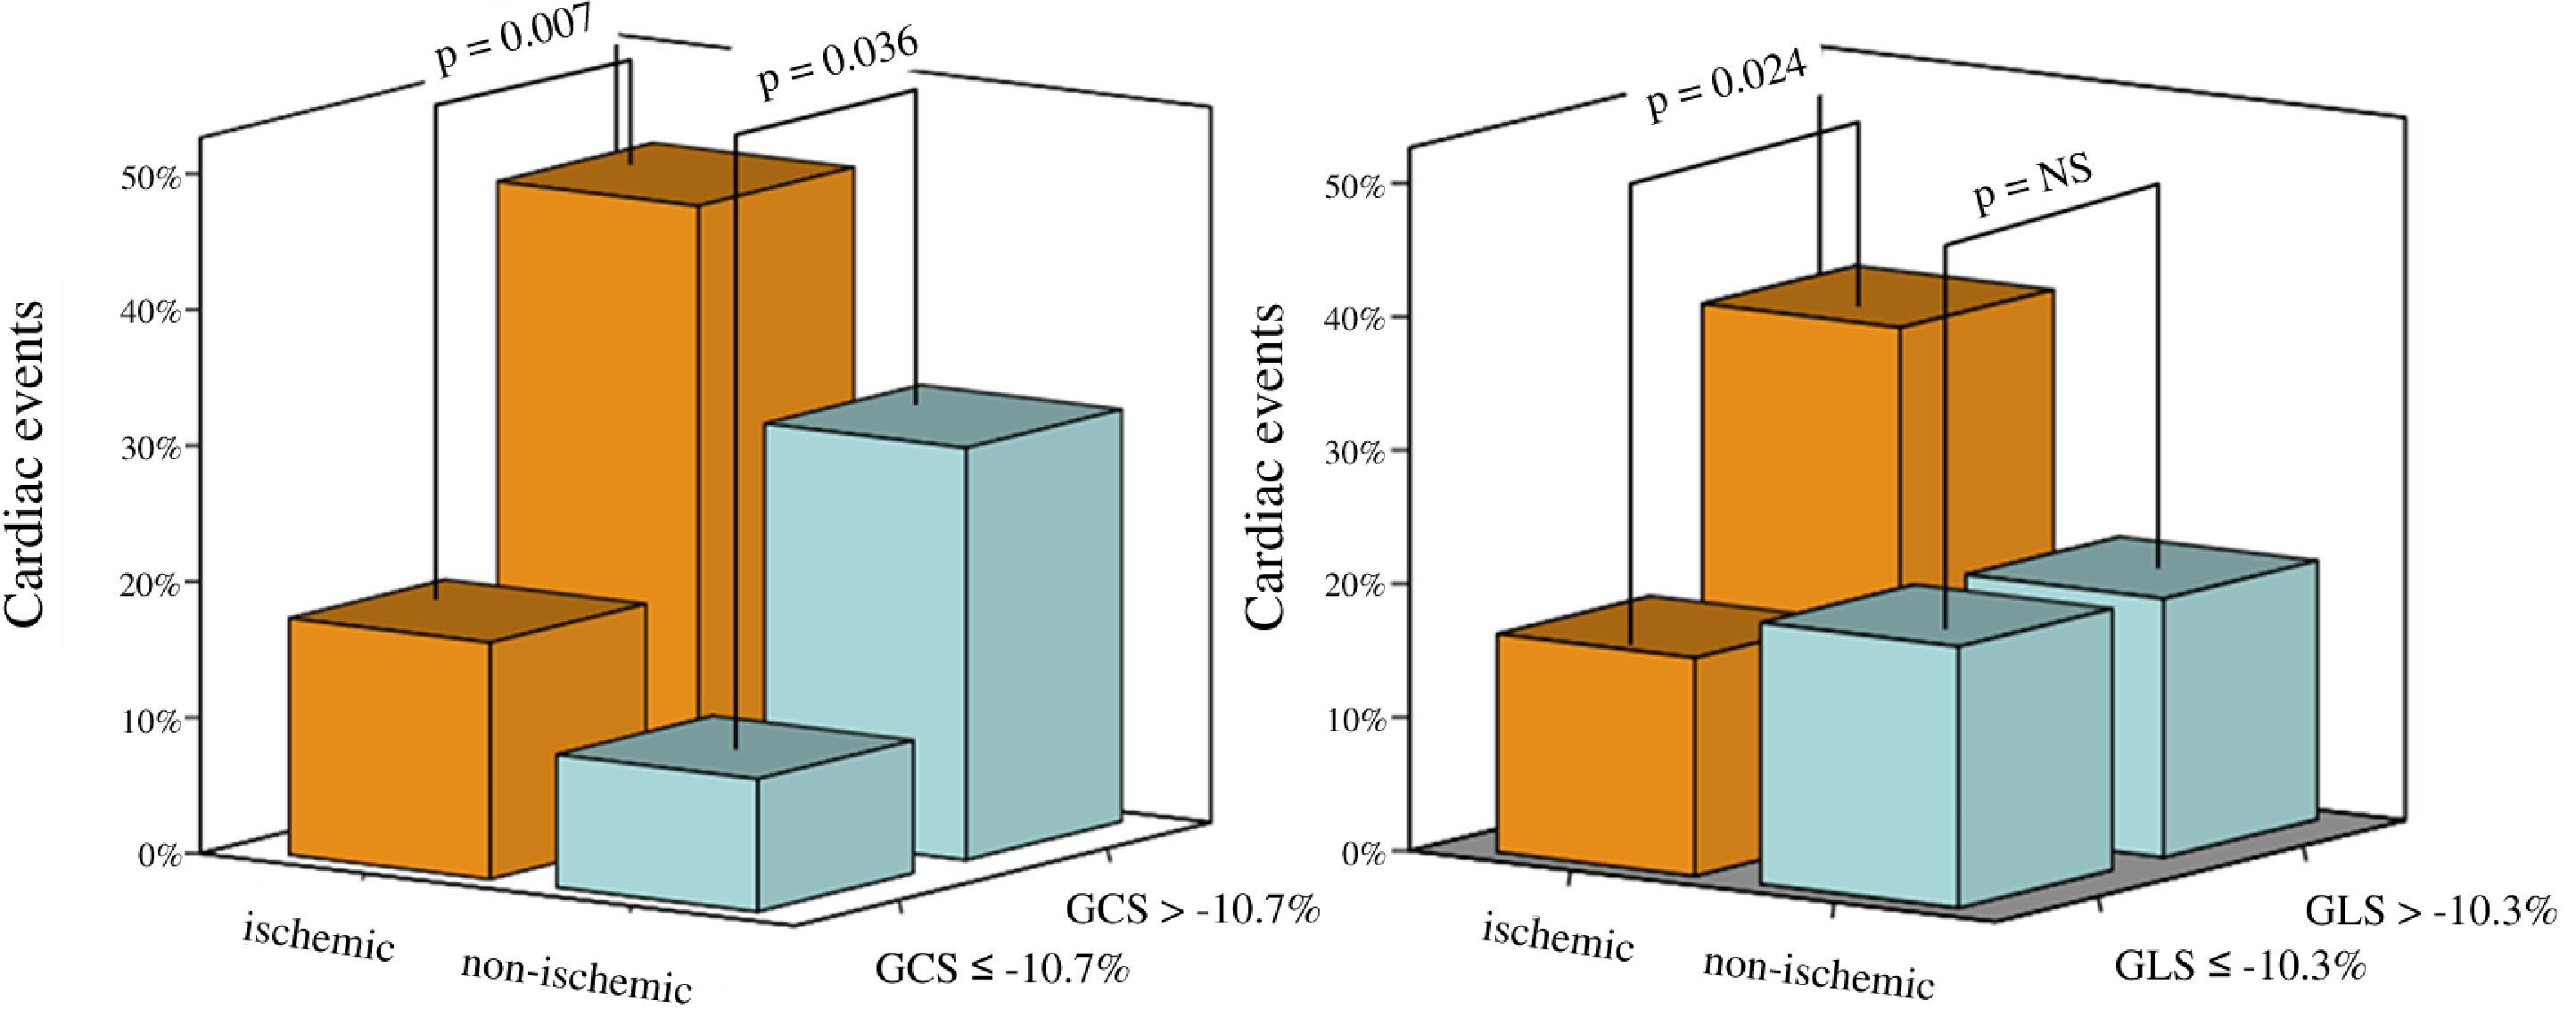 p = 0.007
p = 0.036
50%
40%
30%
20%
10%
0%
Cardiac events
ischemic
non-ischemic
GCS > -10.7%
GCS ≤ -10.7%
p = 0.024
p = NS
50%
40%
30%
20%
10%
0%
Cardiac events
ischemic
non-ischemic
GLS > -10.3%
GLS ≤ -10.3%